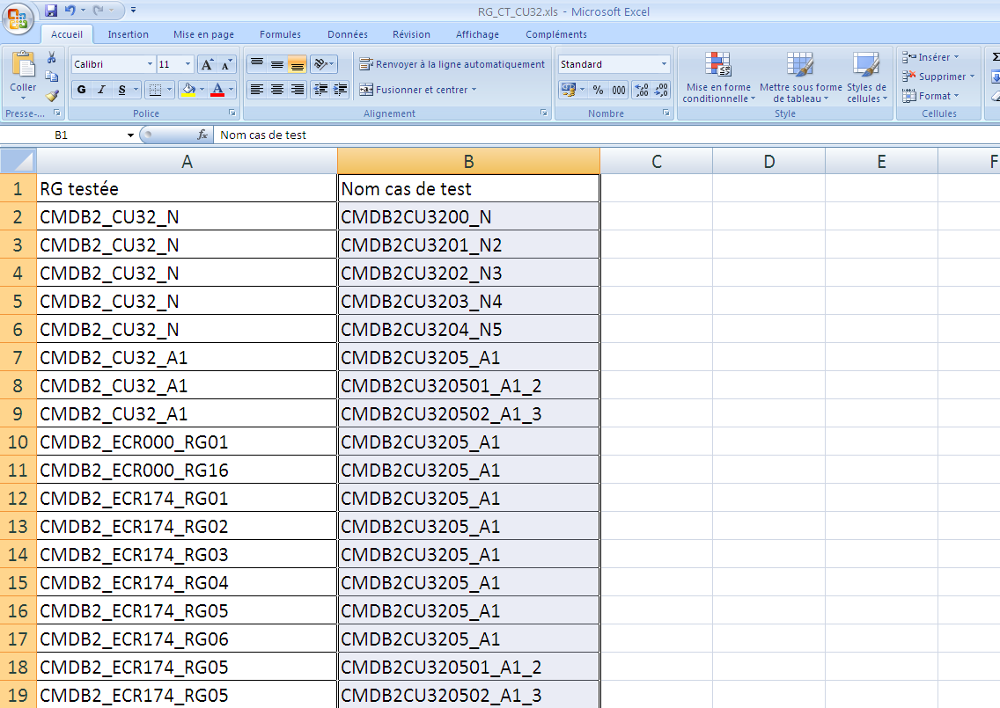 RG_CT_CU32.xls - Microsoft Excel
Accueil Insertion Mise en page Formules Données Révision Affichage Compléments
Calibri 11 Renvoyer à la ligne automatiquement Standard Insérer
Coller Mise en forme conditionnelle Mettre sous forme de tableau Styles de cellules Supprimer
G I S A Fusionner et centrer % 000 Format
Presse-... Police Alignement Nombre Style Cellules
B1 fx Nom cas de test
A B C D E F
1 RG testée Nom cas de test
2 CMDB2_CU32_N CMDB2CU3200_N
3 CMDB2_CU32_N CMDB2CU3201_N2
4 CMDB2_CU32_N CMDB2CU3202_N3
5 CMDB2_CU32_N CMDB2CU3203_N4
6 CMDB2_CU32_N CMDB2CU3204_N5
7 CMDB2_CU32_A1 CMDB2CU3205_A1
8 CMDB2_CU32_A1 CMDB2CU320501_A1_2
9 CMDB2_CU32_A1 CMDB2CU320502_A1_3
10 CMDB2_ECR000_RG01 CMDB2CU3205_A1
11 CMDB2_ECR000_RG16 CMDB2CU3205_A1
12 CMDB2_ECR174_RG01 CMDB2CU3205_A1
13 CMDB2_ECR174_RG02 CMDB2CU3205_A1
14 CMDB2_ECR174_RG03 CMDB2CU3205_A1
15 CMDB2_ECR174_RG04 CMDB2CU3205_A1
16 CMDB2_ECR174_RG05 CMDB2CU3205_A1
17 CMDB2_ECR174_RG06 CMDB2CU3205_A1
18 CMDB2_ECR174_RG05 CMDB2CU320501_A1_2
19 CMDB2_ECR174_RG05 CMDB2CU320502_A1_3